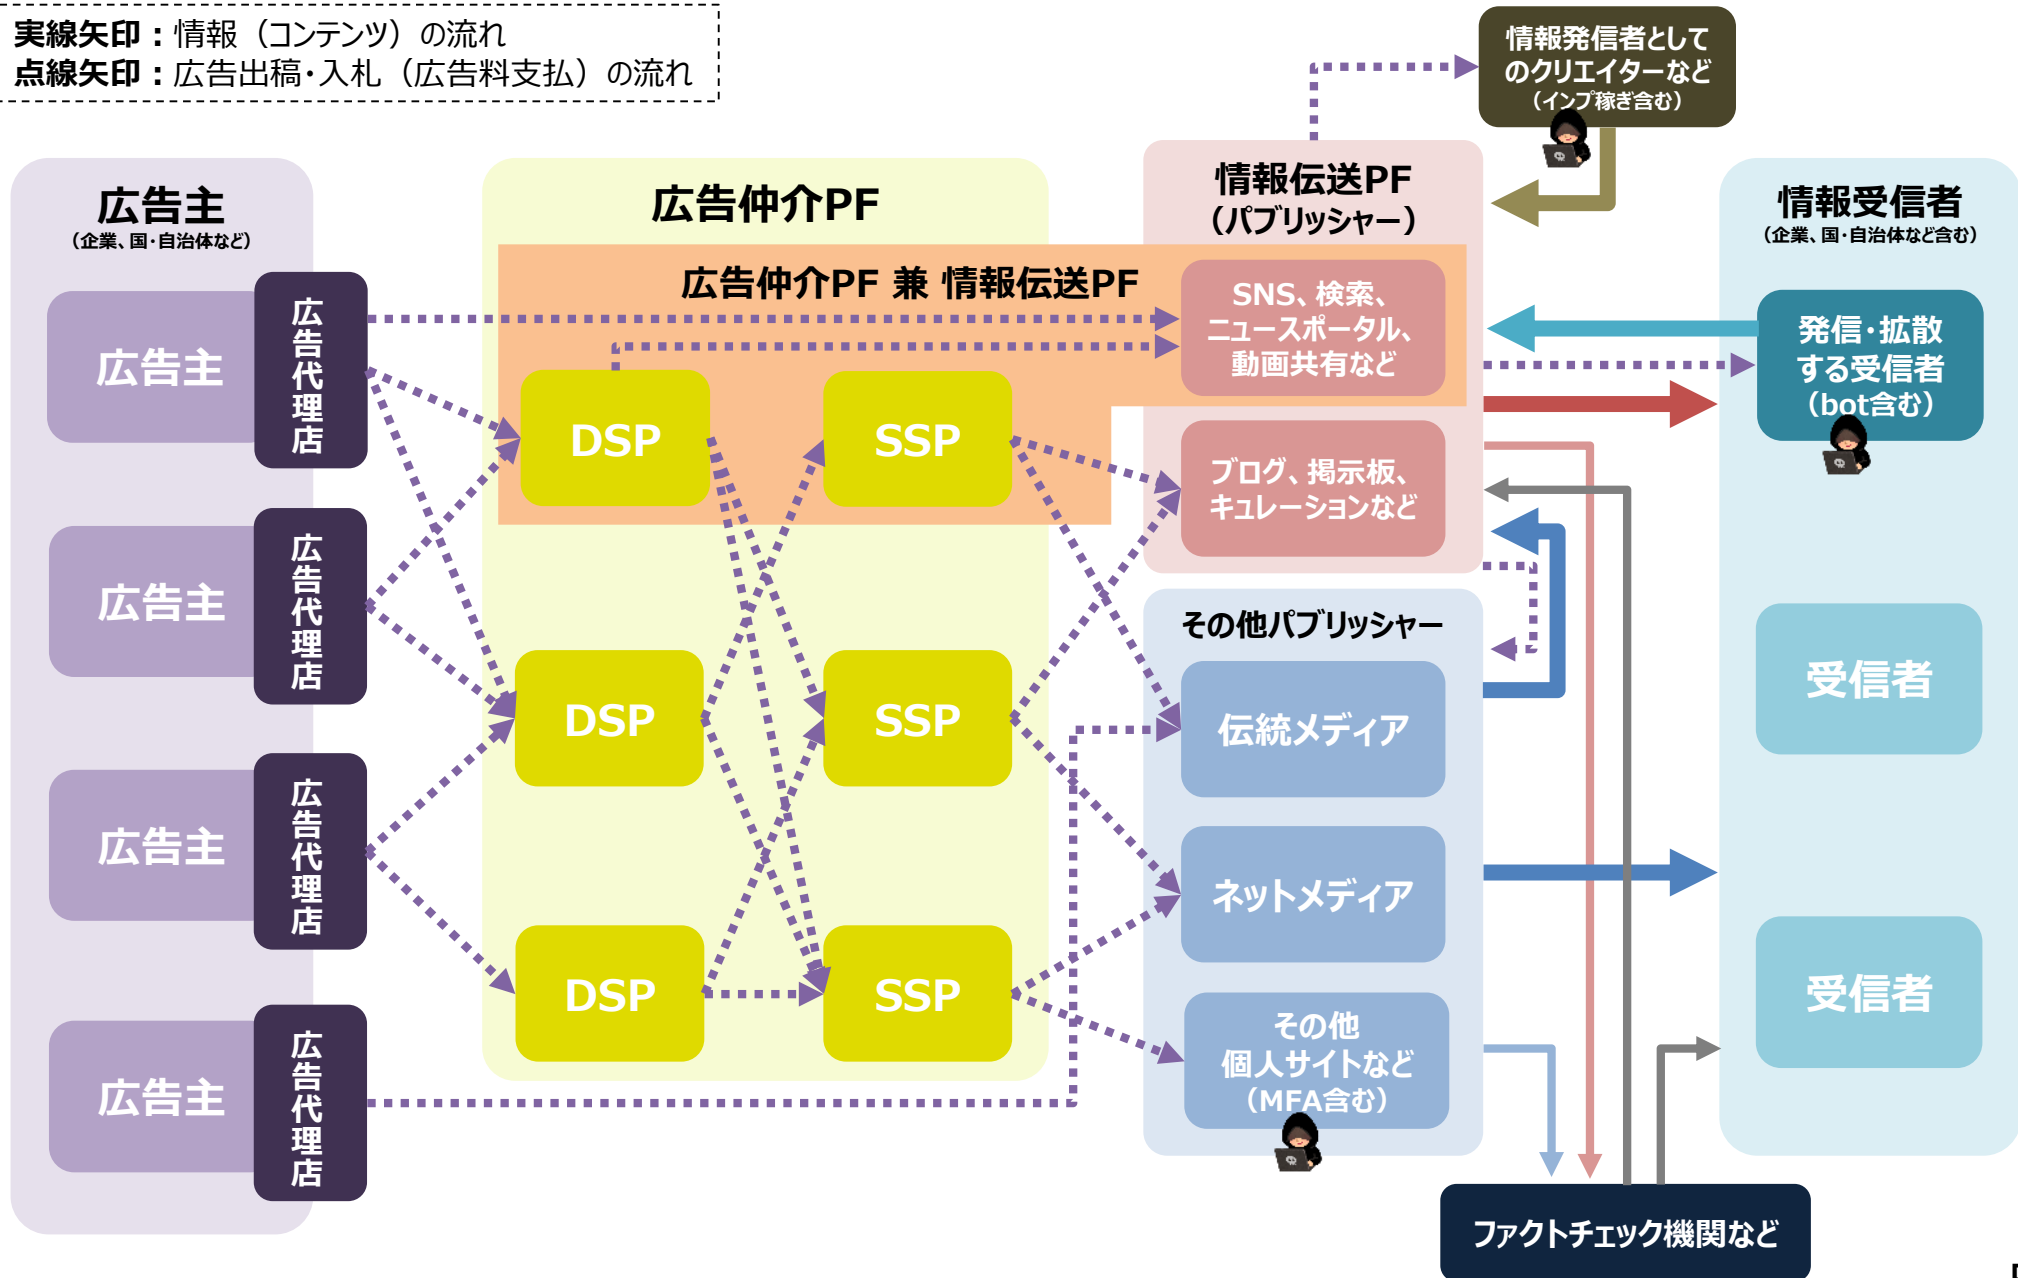 実線矢印：情報（コンテンツ）の流れ
点線矢印：広告出稿・入札（広告料支払）の流れ
情報発信者として
のクリエイターなど
（インプ稼ぎ含む）
広告主
（企業、国・自治体など）
広告主
広告代理店
広告主
広告代理店
広告主
広告代理店
広告主
広告代理店
広告仲介PF
広告仲介PF 兼 情報伝送PF
DSP
SSP
DSP
SSP
DSP
SSP
情報伝送PF
（パブリッシャー）
SNS、検索、
ニュースポータル、
動画共有など
ブログ、掲示板、
キュレーションなど
その他パブリッシャー
伝統メディア
ネットメディア
その他
個人サイトなど
（MFA含む）
情報受信者
（企業、国・自治体など含む）
発信・拡散
する受信者
（bot含む）
受信者
受信者
ファクトチェック機関など